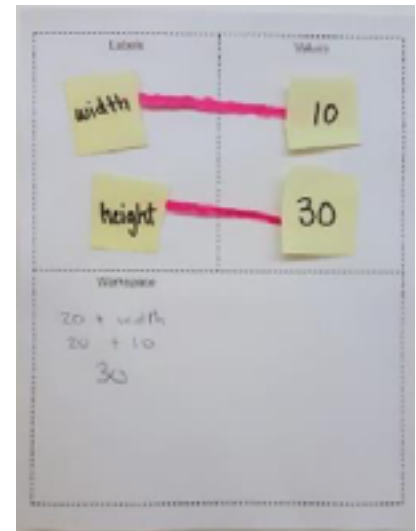 Labels Values
width 10
height 30
Workspace
20 + width
20 + 10
30